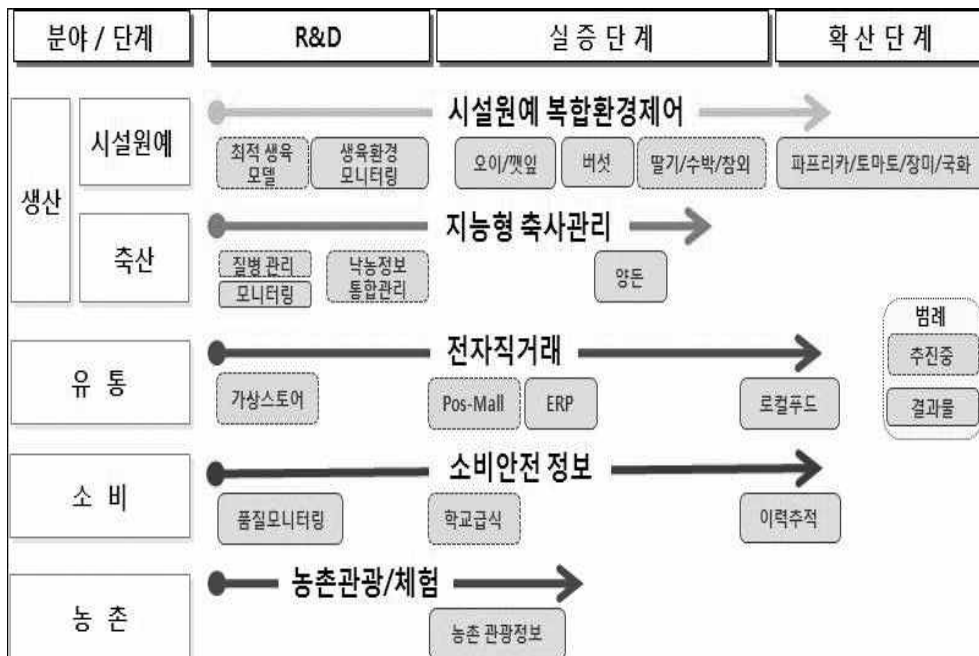 분야 / 단계
R&D
실 증 단 계
확 산 단 계
생산
시설원예
시설원예 복합환경제어
최적 생육
모델
생육환경
모니터링
오이/깻잎
버섯
딸기/수박/참외
파프리카/토마토/장미/국화
축산
지능형 축사관리
질병 관리
모니터링
낙농정보
통합관리
양돈
범례
추진중
결과물
유 통
전자직거래
가상스토어
Pos-Mall
ERP
로컬푸드
소 비
소비안전 정보
품질모니터링
학교급식
이력추적
농 촌
농촌관광/체험
농촌 관광정보